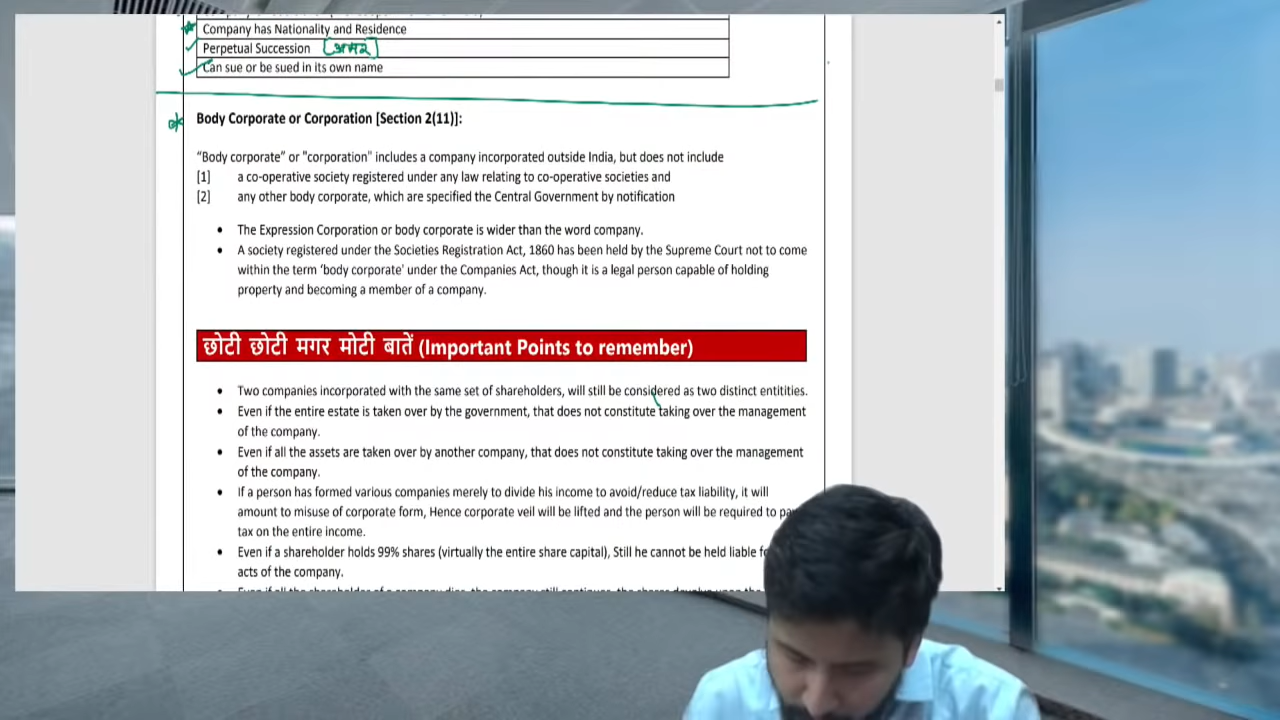 Company has Nationality and Residence
Perpetual Succession (अमर)
Can sue or be sued in its own name
Body Corporate or Corporation [Section 2(11)]:
“Body corporate” or "corporation" includes a company incorporated outside India, but does not include
[1] a co-operative society registered under any law relating to co-operative societies and
[2] any other body corporate, which are specified the Central Government by notification
• The Expression Corporation or body corporate is wider than the word company.
• A society registered under the Societies Registration Act, 1860 has been held by the Supreme Court not to come
within the term ‘body corporate’ under the Companies Act, though it is a legal person capable of holding
property and becoming a member of a company.
छोटी छोटी मगर मोटी बातें (Important Points to remember)
• Two companies incorporated with the same set of shareholders, will still be considered as two distinct entitities.
• Even if the entire estate is taken over by the government, that does not constitute taking over the management
of the company.
• Even if all the assets are taken over by another company, that does not constitute taking over the management
of the company.
• If a person has formed various companies merely to divide his income to avoid/reduce tax liability, it will
amount to misuse of corporate form, Hence corporate veil will be lifted and the person will be required to
tax on the entire income.
• Even if a shareholder holds 99% shares (virtually the entire share capital), Still he cannot be held liable
acts of the company.